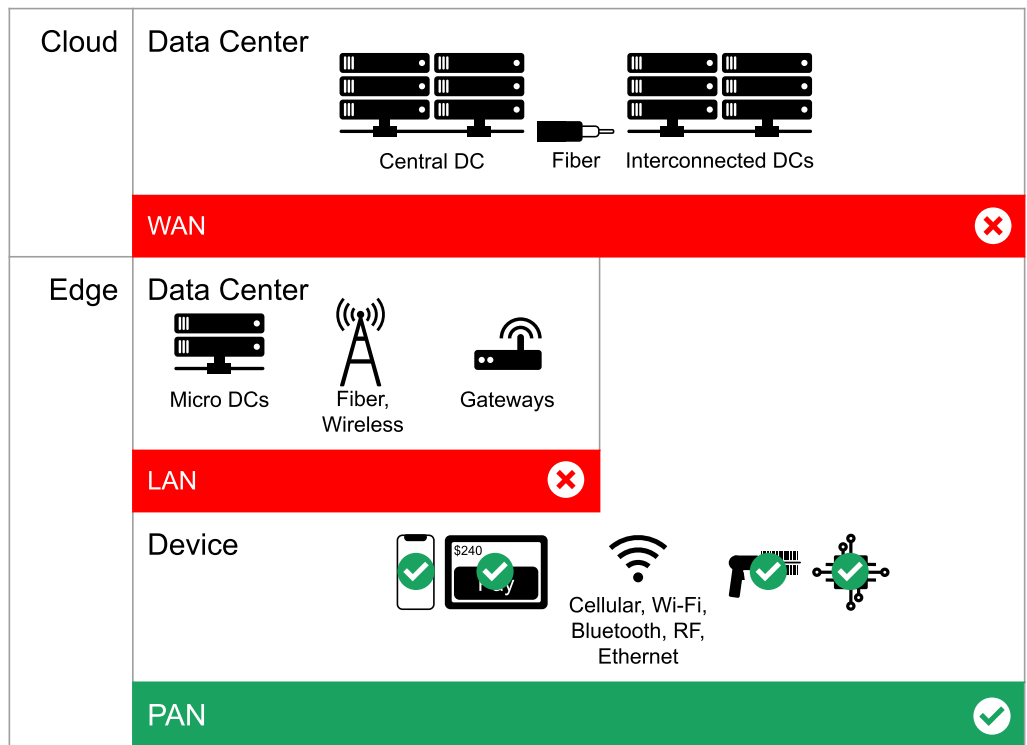 Cloud
Data Center
Central DC
Fiber
Interconnected DCs
WAN
Edge
Data Center
Micro DCs
Fiber,
Wireless
Gateways
LAN
Device
$240
Cellular, Wi-Fi,
Bluetooth, RF,
Ethernet
PAN